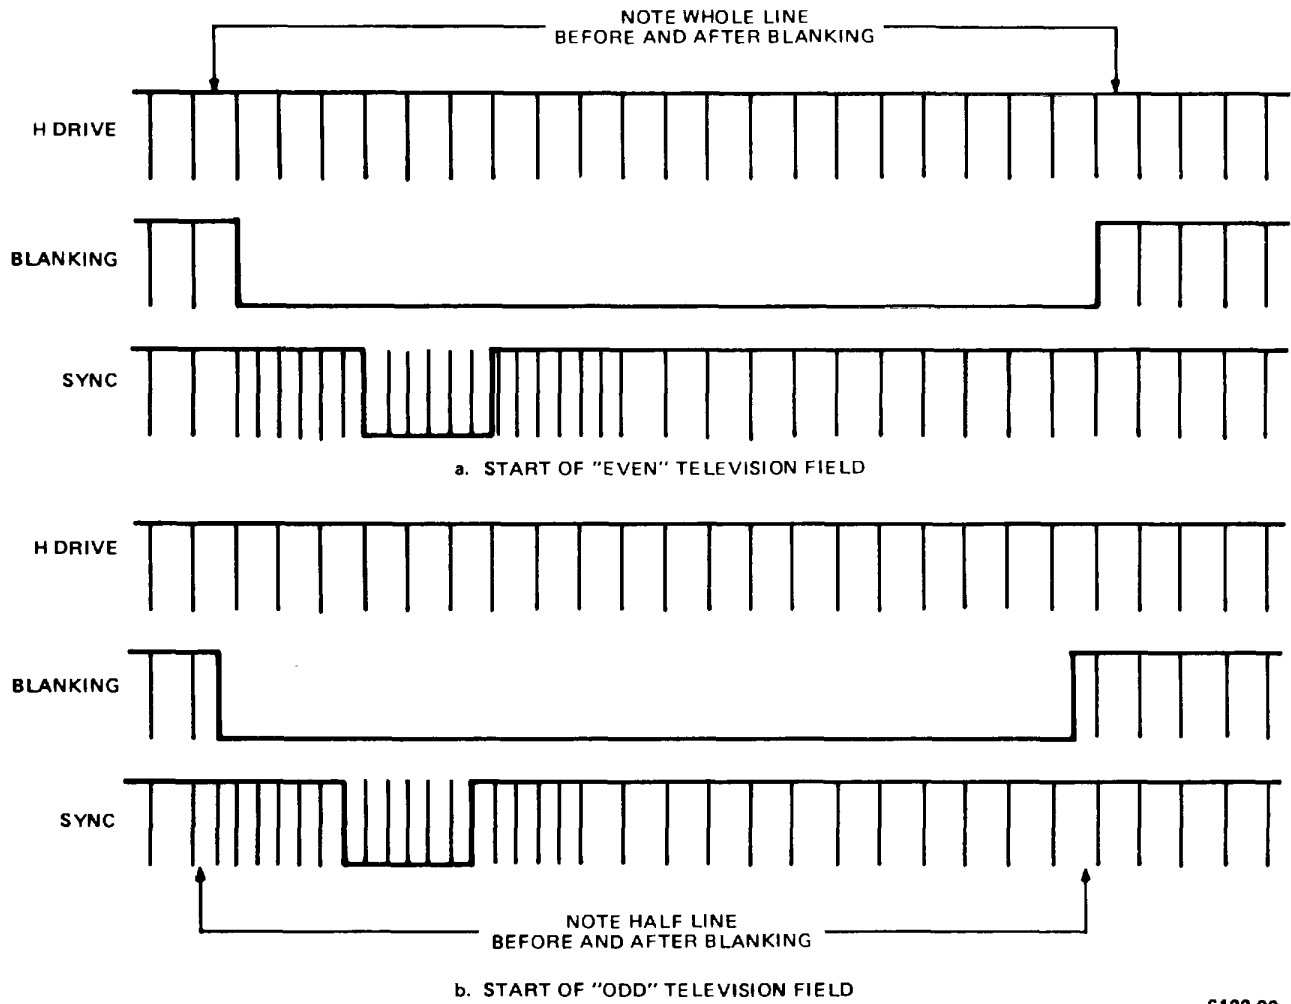 NOTE WHOLE LINE
BEFORE AND AFTER BLANKING
H DRIVE
BLANKING
SYNC
a. START OF "EVEN" TELEVISION FIELD
H DRIVE
BLANKING
SYNC
NOTE HALF LINE
BEFORE AND AFTER BLANKING
b. START OF "ODD" TELEVISION FIELD